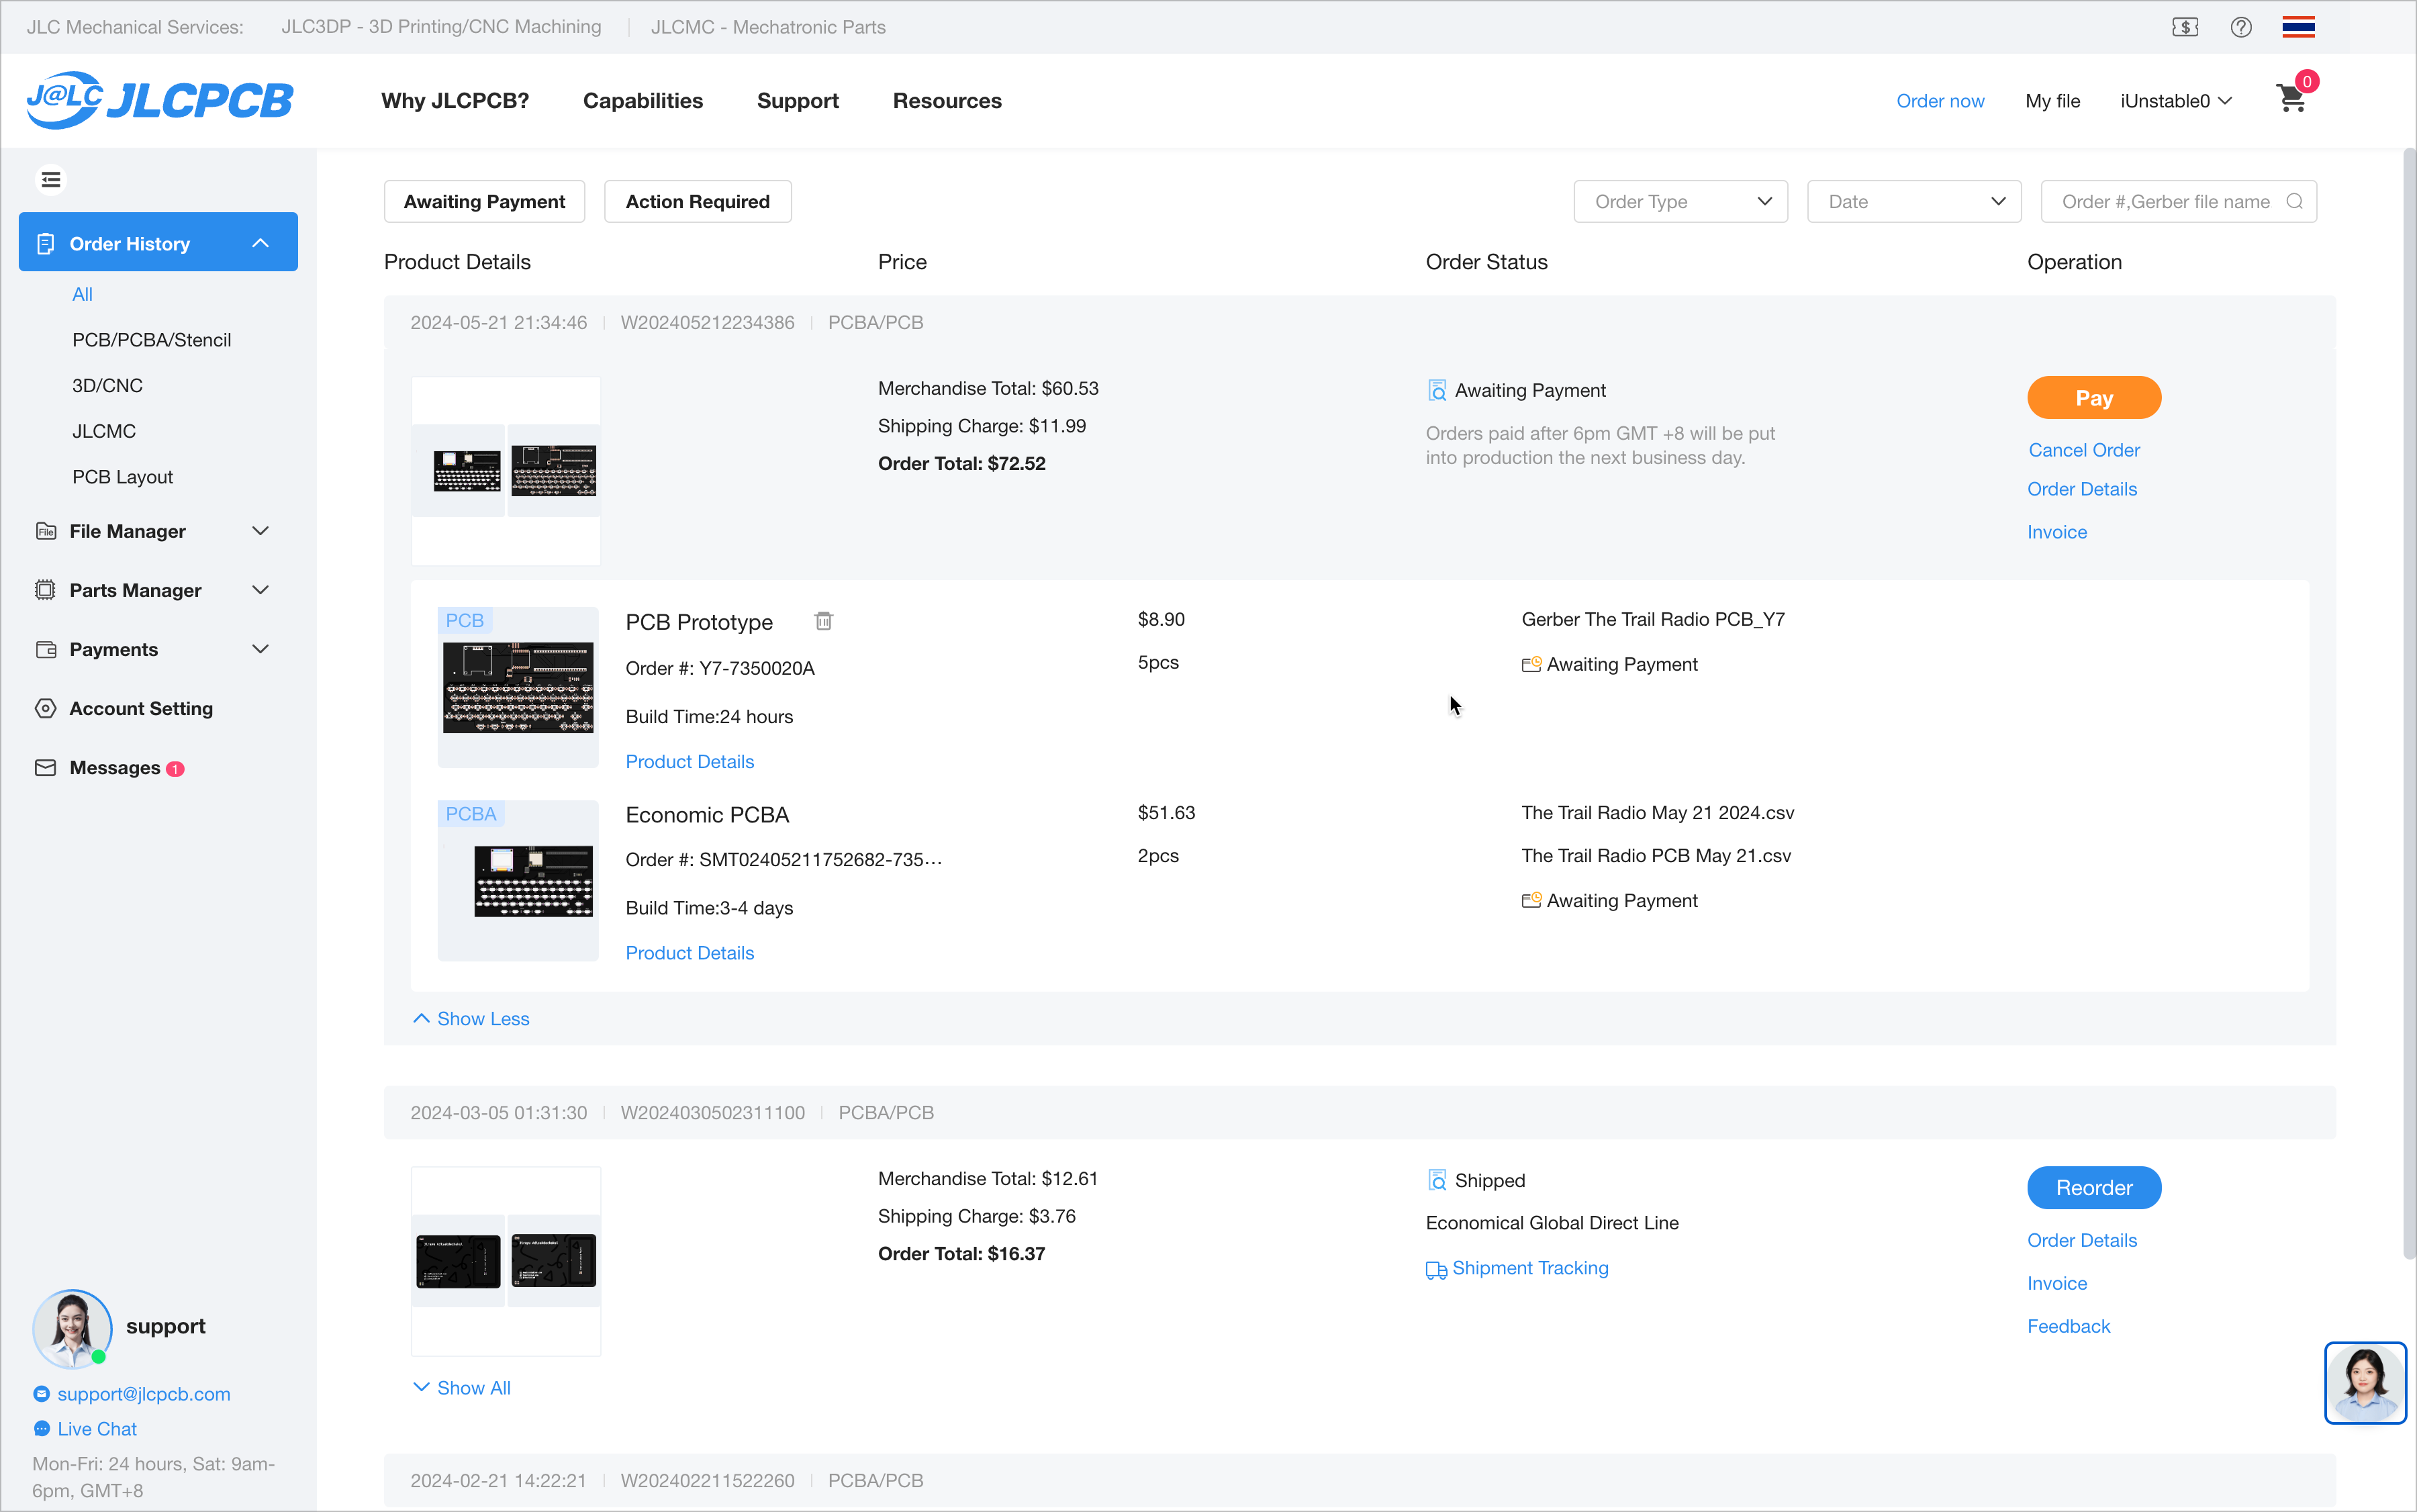 JLC Mechanical Services: JLC3DP - 3D Printing/CNC Machining JLCMC - Mechatronic Parts
J@LC JLCPCB
Why JLCPCB? Capabilities Support Resources
Order now My file iUnstable0 0
Order History
All
PCB/PCBA/Stencil
3D/CNC
JLCMC
PCB Layout
File Manager
Parts Manager
Payments
Account Setting
Messages 1
support
support@jlcpcb.com
Live Chat
Mon-Fri: 24 hours, Sat: 9am-
6pm, GMT+8
Awaiting Payment Action Required Order Type Date Order #,Gerber file name
Product Details Price Order Status Operation
2024-05-21 21:34:46 W202405212234386 PCBA/PCB
Merchandise Total: $60.53
Shipping Charge: $11.99
Order Total: $72.52
Awaiting Payment
Orders paid after 6pm GMT +8 will be put
into production the next business day.
Pay
Cancel Order
Order Details
Invoice
PCB
PCB Prototype
Order #: Y7-7350020A
Build Time:24 hours
Product Details
$8.90
5pcs
Gerber The Trail Radio PCB_Y7
Awaiting Payment
PCBA
Economic PCBA
Order #: SMT02405211752682-735...
Build Time:3-4 days
Product Details
$51.63
2pcs
The Trail Radio May 21 2024.csv
The Trail Radio PCB May 21.csv
Awaiting Payment
Show Less
2024-03-05 01:31:30 W2024030502311100 PCBA/PCB
Merchandise Total: $12.61
Shipping Charge: $3.76
Order Total: $16.37
Shipped
Economical Global Direct Line
Shipment Tracking
Reorder
Order Details
Invoice
Feedback
Show All
2024-02-21 14:22:21 W202402211522260 PCBA/PCB